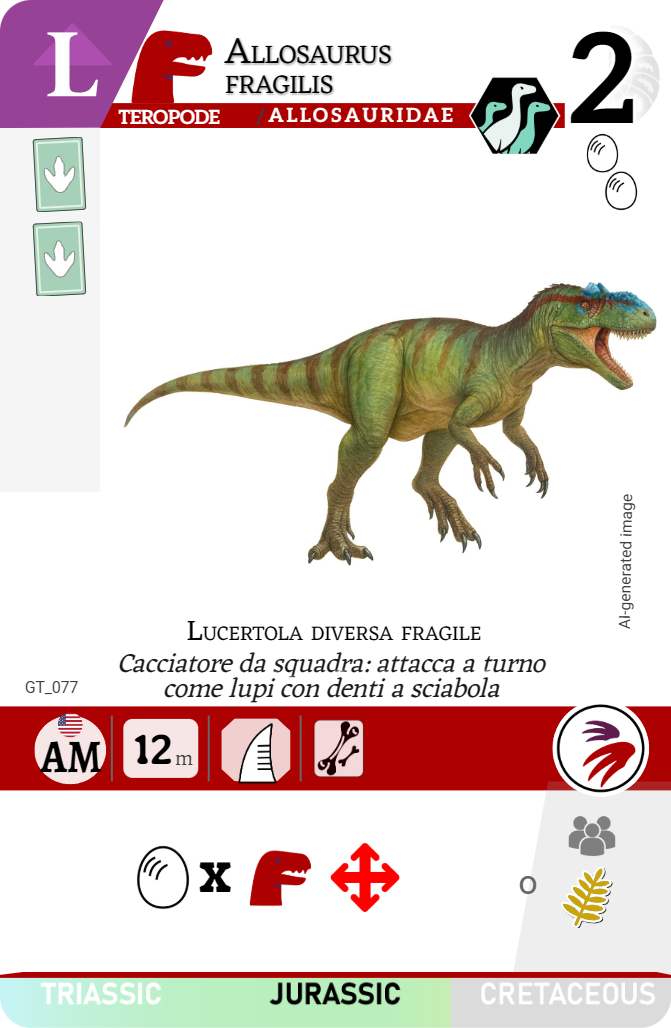 L
ALLOSAURUS
FRAGILIS
2
TEROPODE / ALLOSAURIDAE
AI-generated image
LUCERTOLA DIVERSA FRAGILE
Cacciatore da squadra: attacca a turno
come lupi con denti a sciabola
GT_077
AM
12 m
x
o
TRIASSIC JURASSIC CRETACEOUS